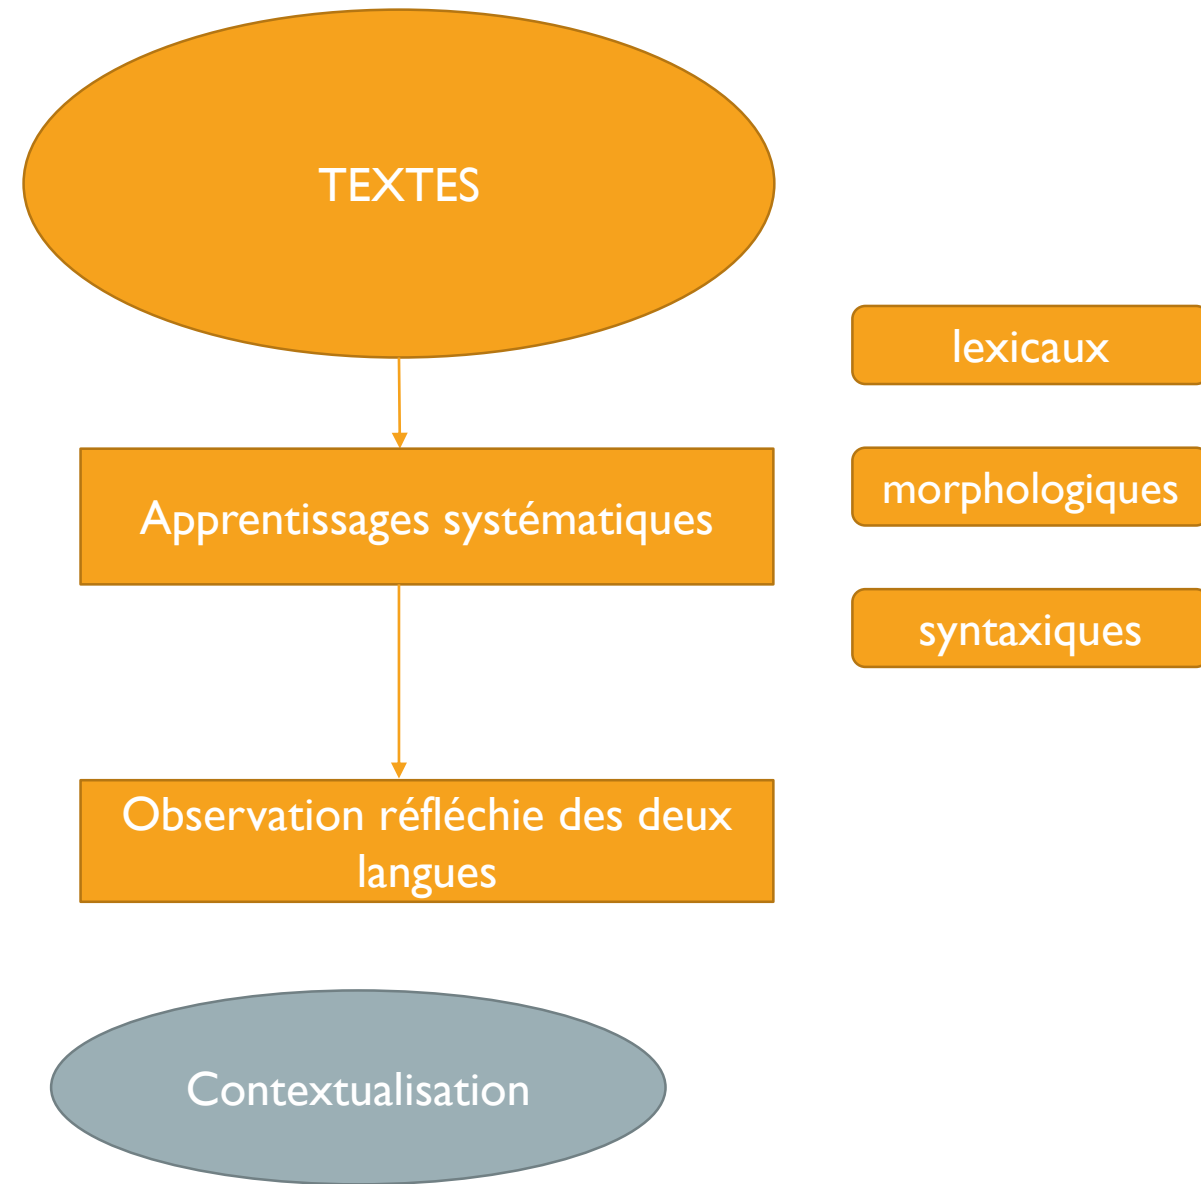 TEXTES
lexicaux
morphologiques
Apprentissages systématiques
syntaxiques
Observation réfléchie des deux
langues
Contextualisation